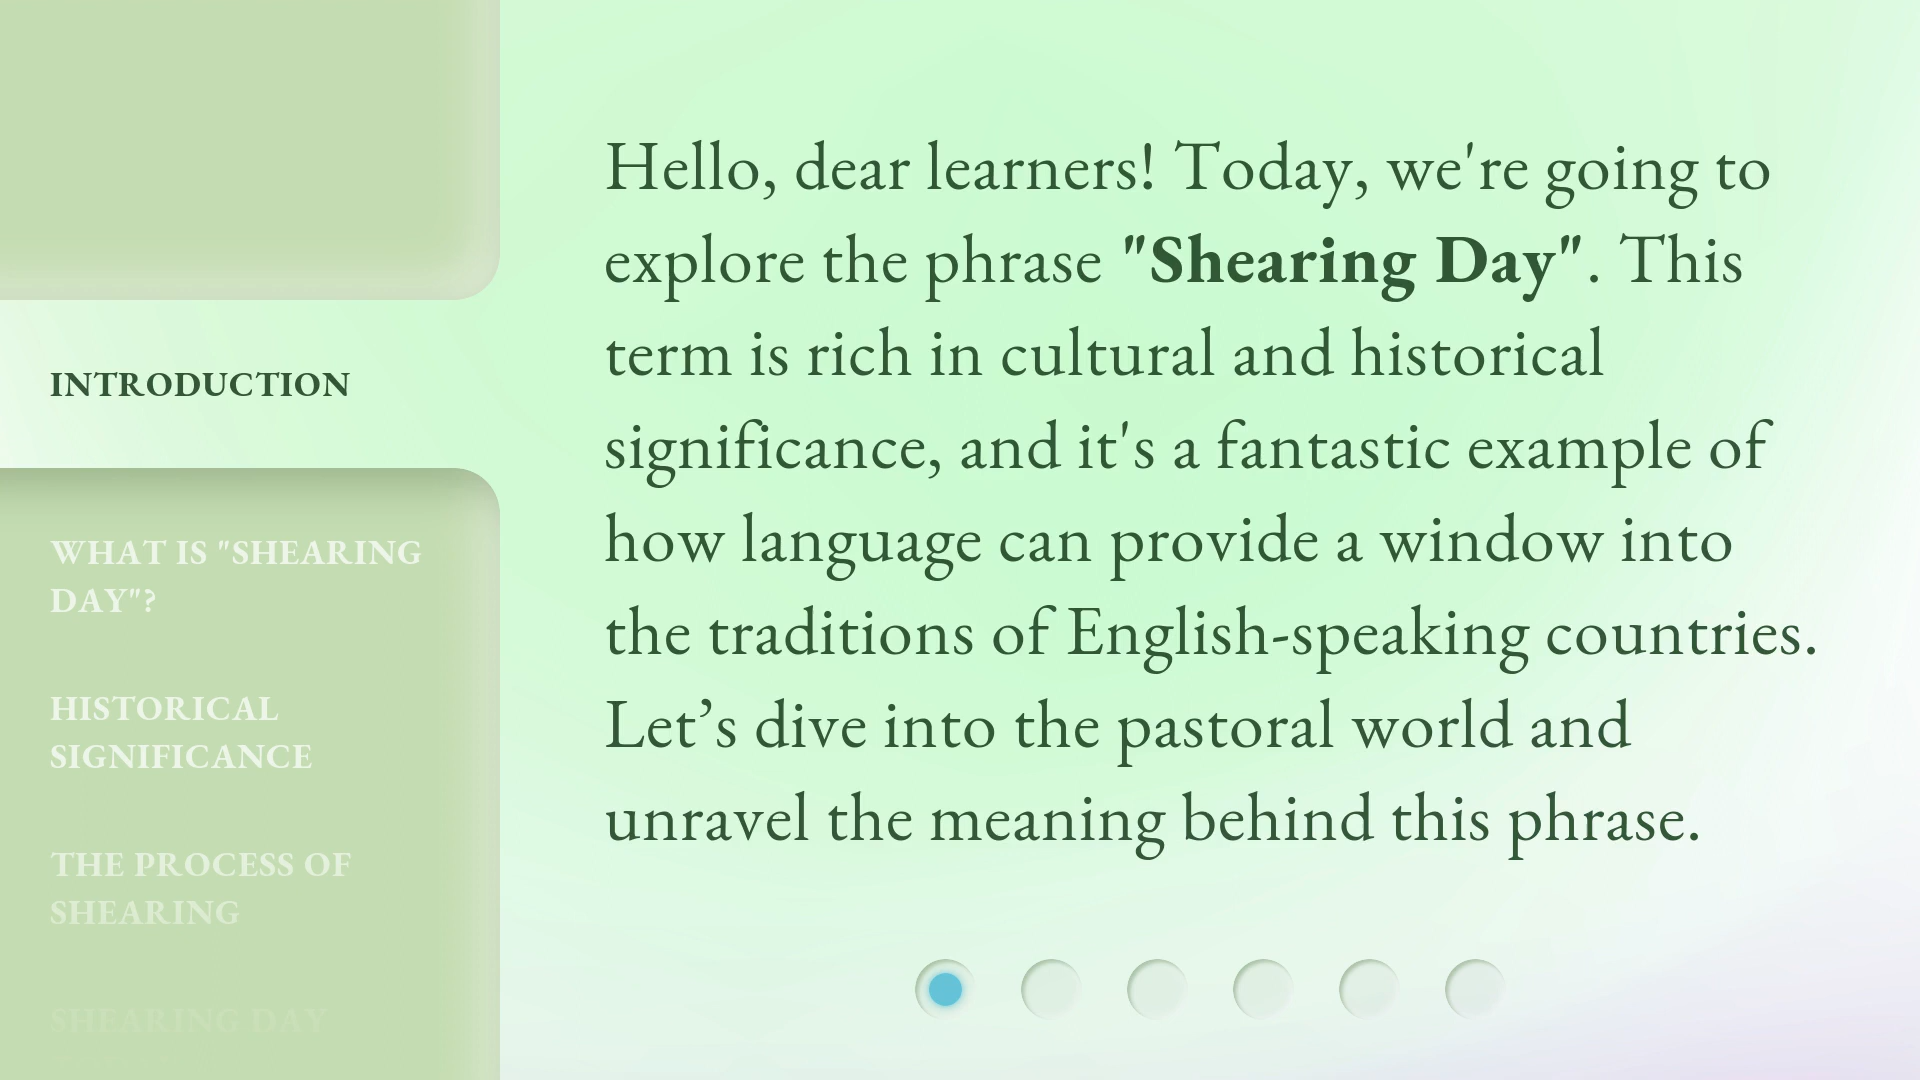 INTRODUCTION
WHAT IS "SHEARING
DAY"?
HISTORICAL
SIGNIFICANCE
THE PROCESS OF
SHEARING
SHEARING DAY
Hello, dear learners! Today, we're going to
explore the phrase "Shearing Day". This
term is rich in cultural and historical
significance, and it's a fantastic example of
how language can provide a window into
the traditions of English-speaking countries.
Let’s dive into the pastoral world and
unravel the meaning behind this phrase.